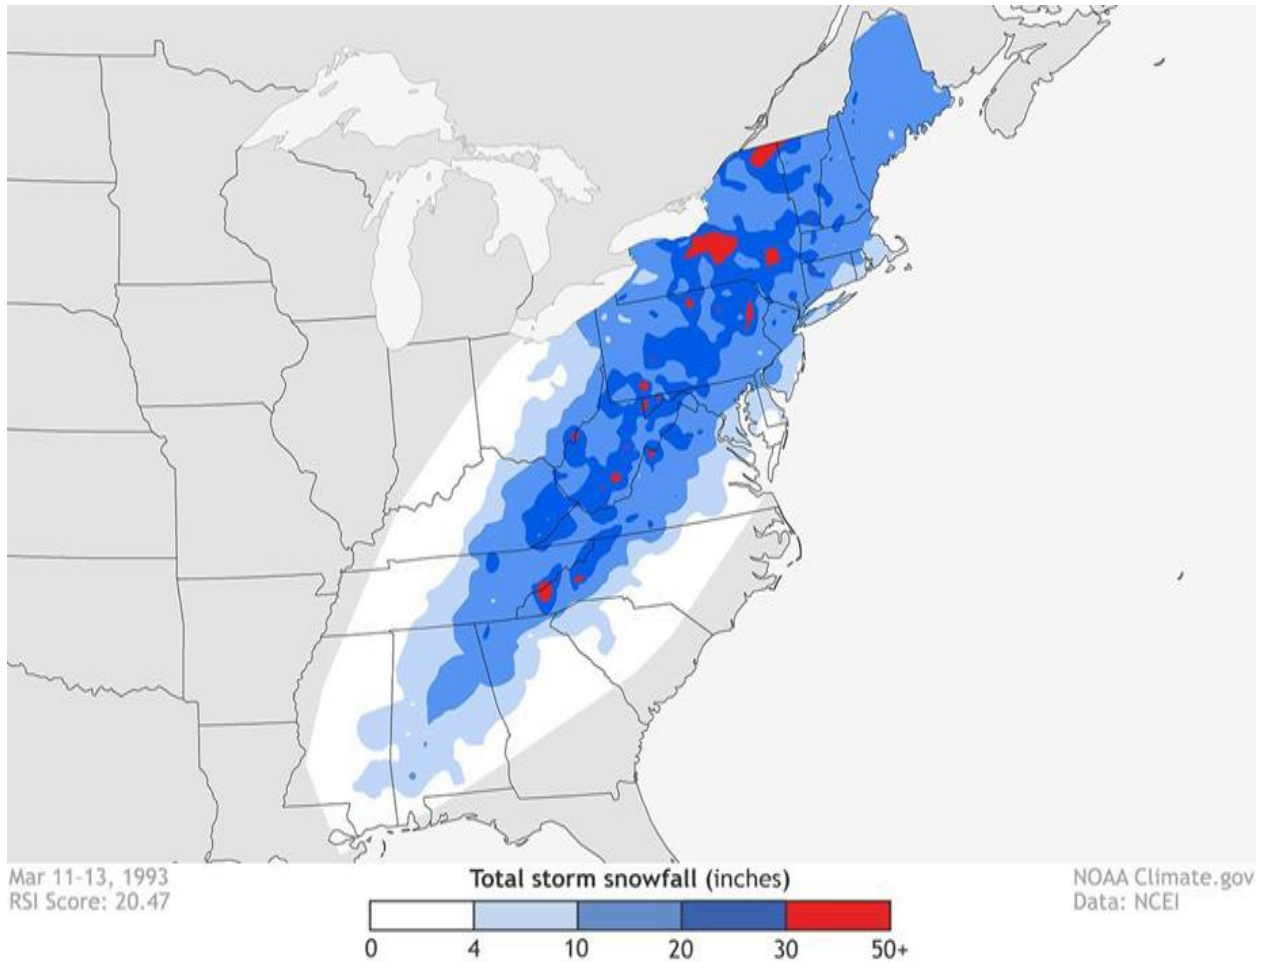 Mar 11-13, 1993
RSI Score: 20.47
Total storm snowfall (inches)
0 4 10 20 30 50+
NOAA Climate.gov
Data: NCEI